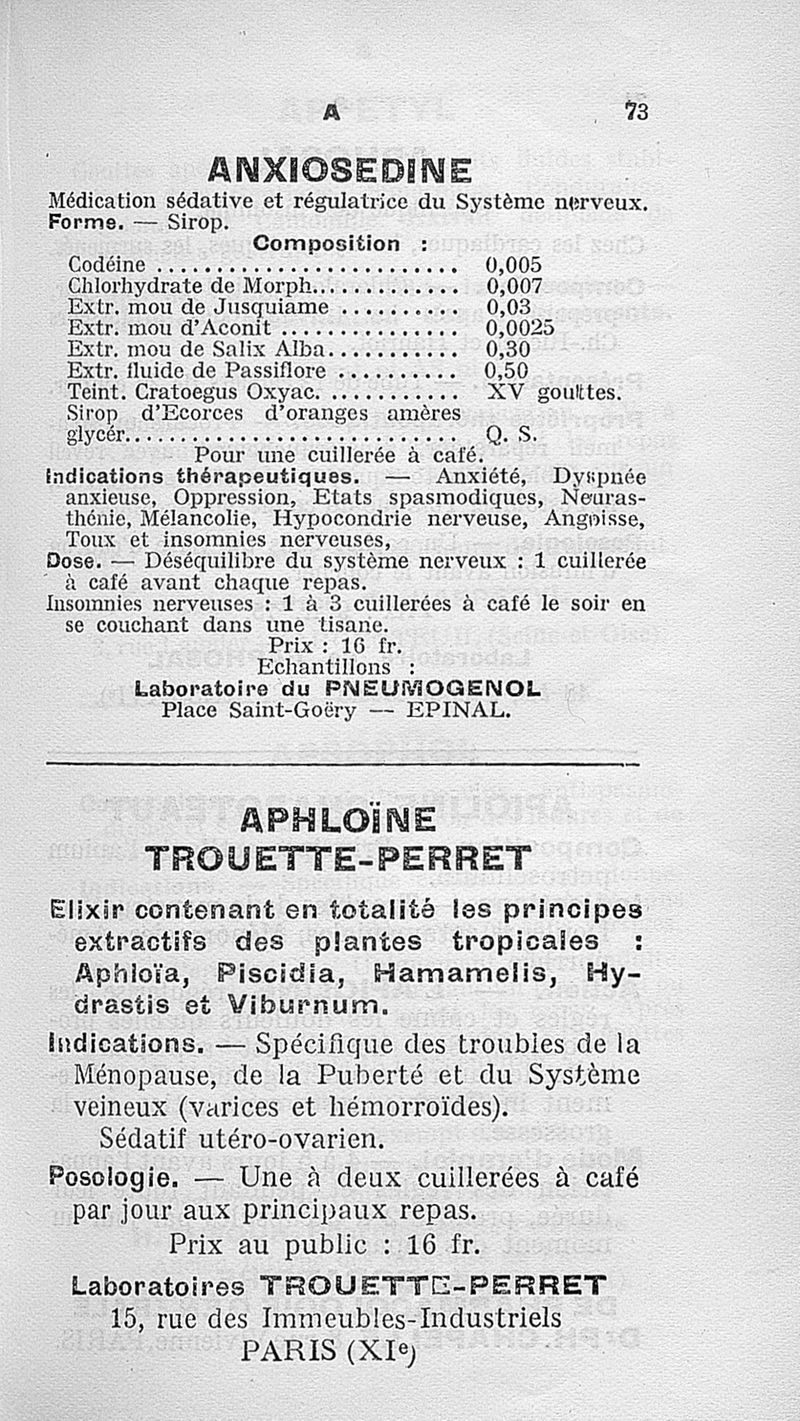 A 73
ANXIOSEDINE
Médication sédative et régulatrice du Système nerveux.
Forme. — Sirop.
Composition :
Codéine ......................... 0,005
Chlorhydrate de Morph............. 0,007
Extr. mou de Jusquiame .......... 0,03
Extr. mou d'Aconit ............... 0,0025
Extr. mou de Salix Alba........... 0,30
Extr. fluide de Passiflore .......... 0,50
Teint. Cratoegus Oxyac. ........... XV gouttes.
Sirop d'Ecorces d'oranges amères
glycér............................ Q. S.
Pour une cuillerée à café.
Indications thérapeutiques. — Anxiété, Dyspnée
anxieuse, Oppression, Etats spasmodiques, Neuras-
thénie, Mélancolie, Hypocondrie nerveuse, Angoisse,
Toux et insomnies nerveuses,
Dose. — Déséquilibre du système nerveux : 1 cuillerée
à café avant chaque repas.
Insomnies nerveuses : 1 à 3 cuillerées à café le soir en
se couchant dans une tisane.
Prix : 16 fr.
Echantillons :
Laboratoire du PNEUMOGENOL
Place Saint-Goëry — EPINAL.
APHLOÏNE
TROUETTE-PERRET
Elixir contenant en totalité les principes
extractifs des plantes tropicales :
Aphloïa, Piscidia, Hamamelis, Hy-
drastis et Viburnum.
Indications. — Spécifique des troubles de la
Ménopause, de la Puberté et du Système
veineux (varices et hémorroïdes).
Sédatif utéro-ovarien.
Posologie. — Une à deux cuillerées à café
par jour aux principaux repas.
Prix au public : 16 fr.
Laboratoires TROUETTE-PERRET
15, rue des Immeubles-Industriels
PARIS (XIᵉ)